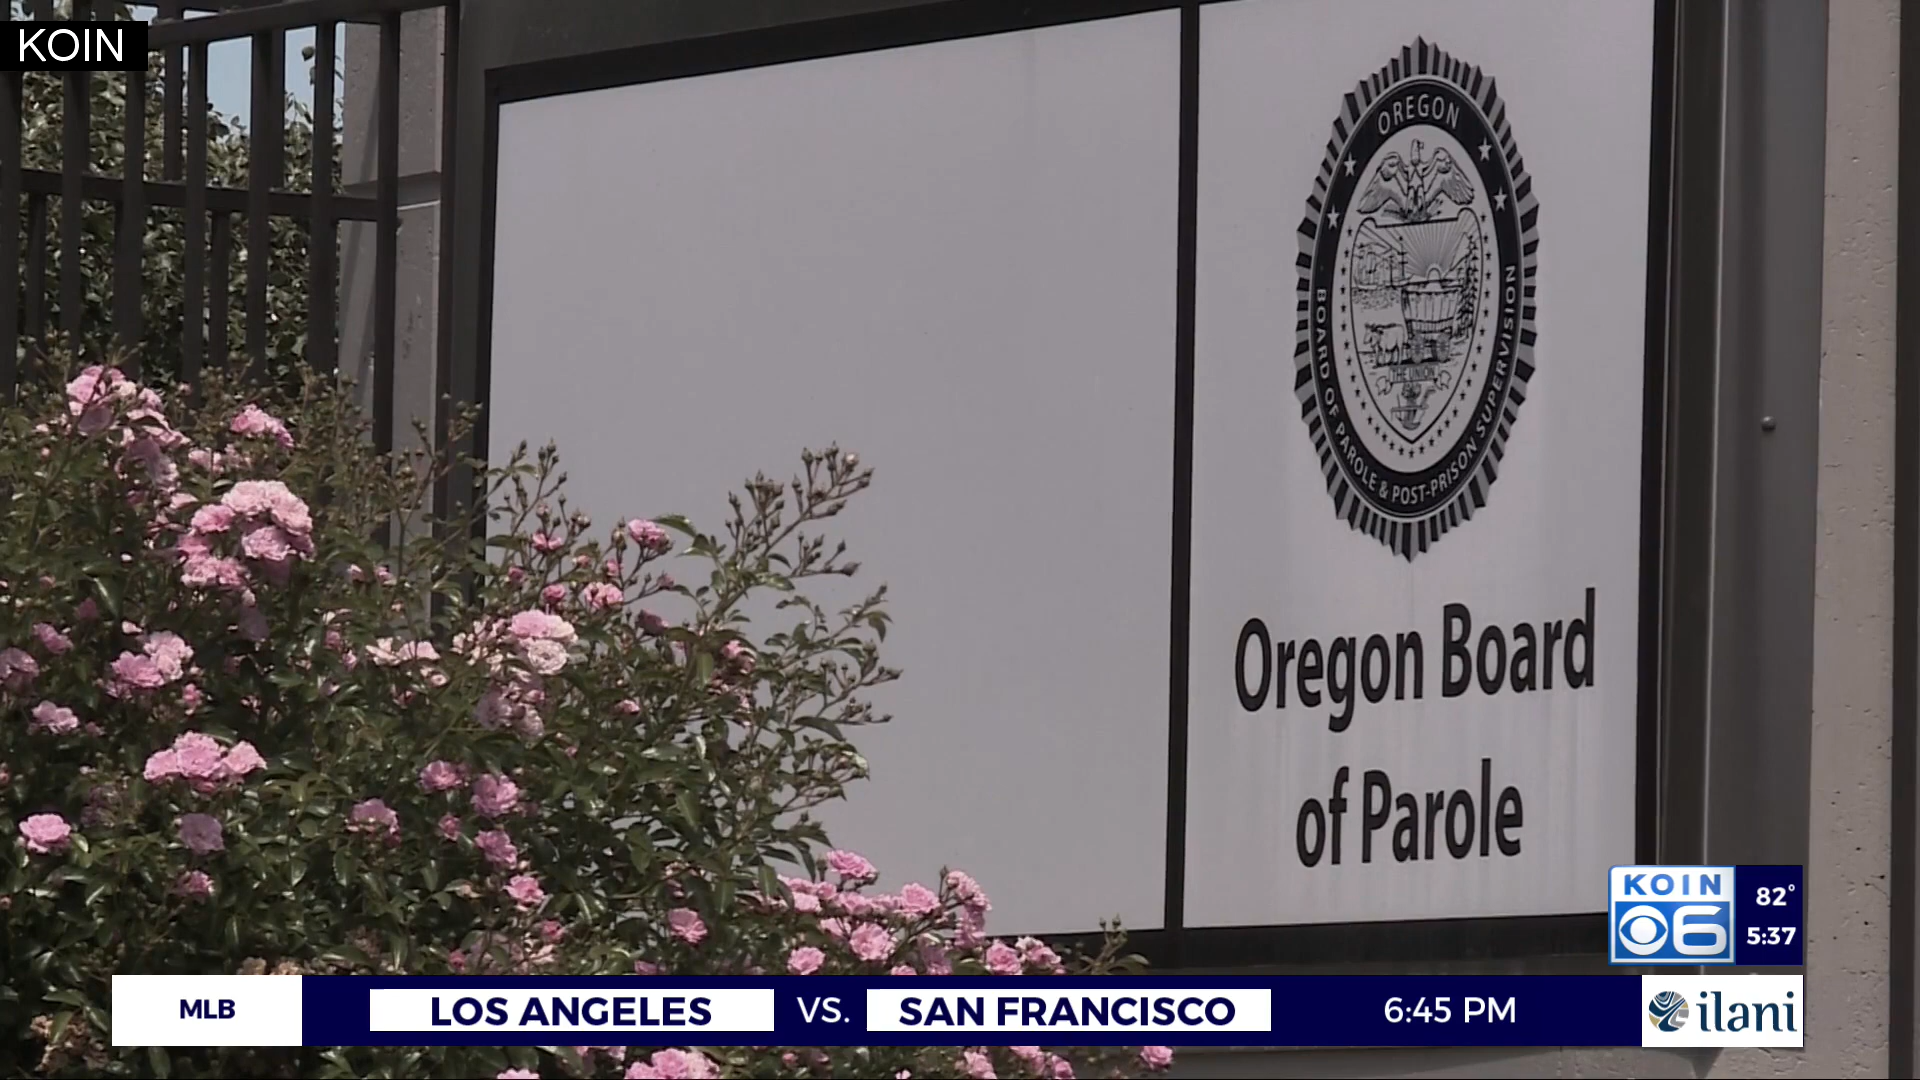 KOIN
OREGON
BOARD OF PAROLE & POST-PRISON SUPERVISION
THE UNION
Oregon Board
of Parole
KOIN
6
82°
5:37
MLB
LOS ANGELES
VS.
SAN FRANCISCO
6:45 PM
ilani